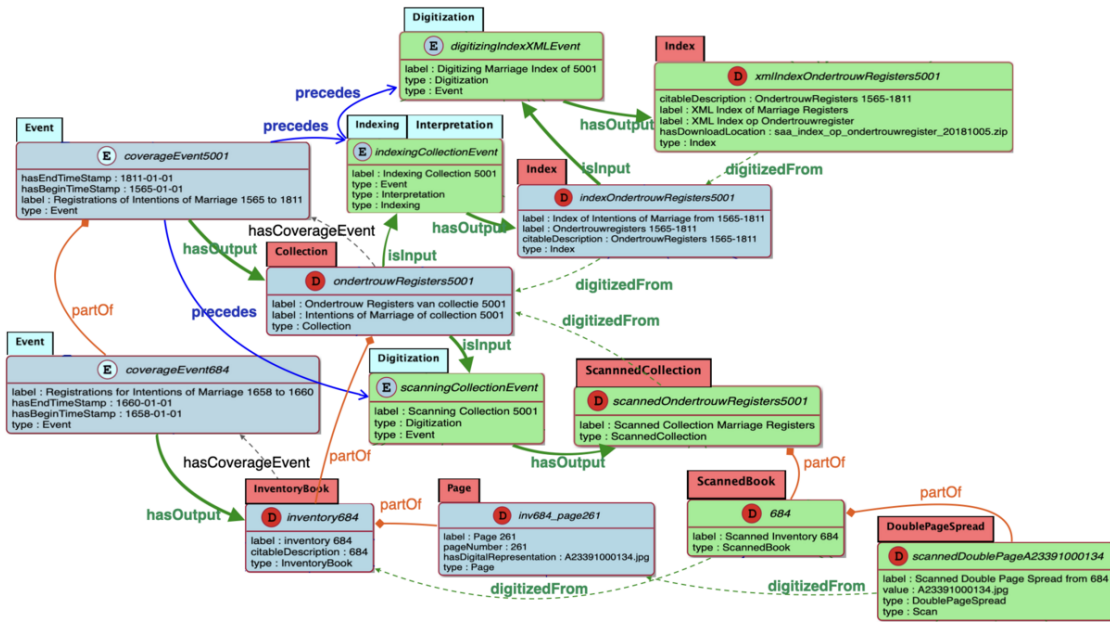 Digitization
E digitizingIndexXMLEvent
label : Digitizing Marriage Index of 5001
type : Digitization
type : Event
Index
D xmlIndexOndertrouwRegisters5001
citableDescription : OndertrouwRegisters 1565-1811
label : XML Index of Marriage Registers
label : XML Index op Ondertrouwregister
hasDownloadLocation : saa_index_op_ondertrouwregister_20181005.zip
type : Index
precedes
precedes
hasOutput
isInput
digitizedFrom
Event
E coverageEvent5001
hasEndTimeStamp : 1811-01-01
hasBeginTimeStamp : 1565-01-01
label : Registrations of Intentions of Marriage 1565 to 1811
type : Event
Indexing Interpretation
E indexingCollectionEvent
label : Indexing Collection 5001
type : Event
type : Interpretation
type : Indexing
Index
D indexOndertrouwRegisters5001
label : Index of Intentions of Marriage from 1565-1811
label : Ondertrouwregisters 1565-1811
citableDescription : OndertrouwRegisters 1565-1811
type : Index
hasOutput
hasCoverageEvent
hasOutput
isInput
digitizedFrom
Collection
D ondertrouwRegisters5001
label : Ondertrouw Registers van collectie 5001
label : Intentions of Marriage of collection 5001
type : Collection
partOf
precedes
digitizedFrom
isInput
Event
E coverageEvent684
label : Registrations for Intentions of Marriage 1658 to 1660
hasEndTimeStamp : 1660-01-01
hasBeginTimeStamp : 1658-01-01
type : Event
Digitization
E scanningCollectionEvent
label : Scanning Collection 5001
type : Digitization
type : Event
ScannnedCollection
D scannedOndertrouwRegisters5001
label : Scanned Collection Marriage Registers
type : ScannedCollection
hasCoverageEvent
partOf
hasOutput
partOf
hasOutput
InventoryBook
D inventory684
label : inventory 684
citableDescription : 684
type : InventoryBook
partOf
Page
D inv684_page261
label : Page 261
pageNumber : 261
hasDigitalRepresentation : A23391000134.jpg
type : Page
ScannedBook
D 684
label : Scanned Inventory 684
type : ScannedBook
partOf
DoublePageSpread
D scannedDoublePageA23391000134
label : Scanned Double Page Spread from 684
value : A23391000134.jpg
type : DoublePageSpread
type : Scan
digitizedFrom